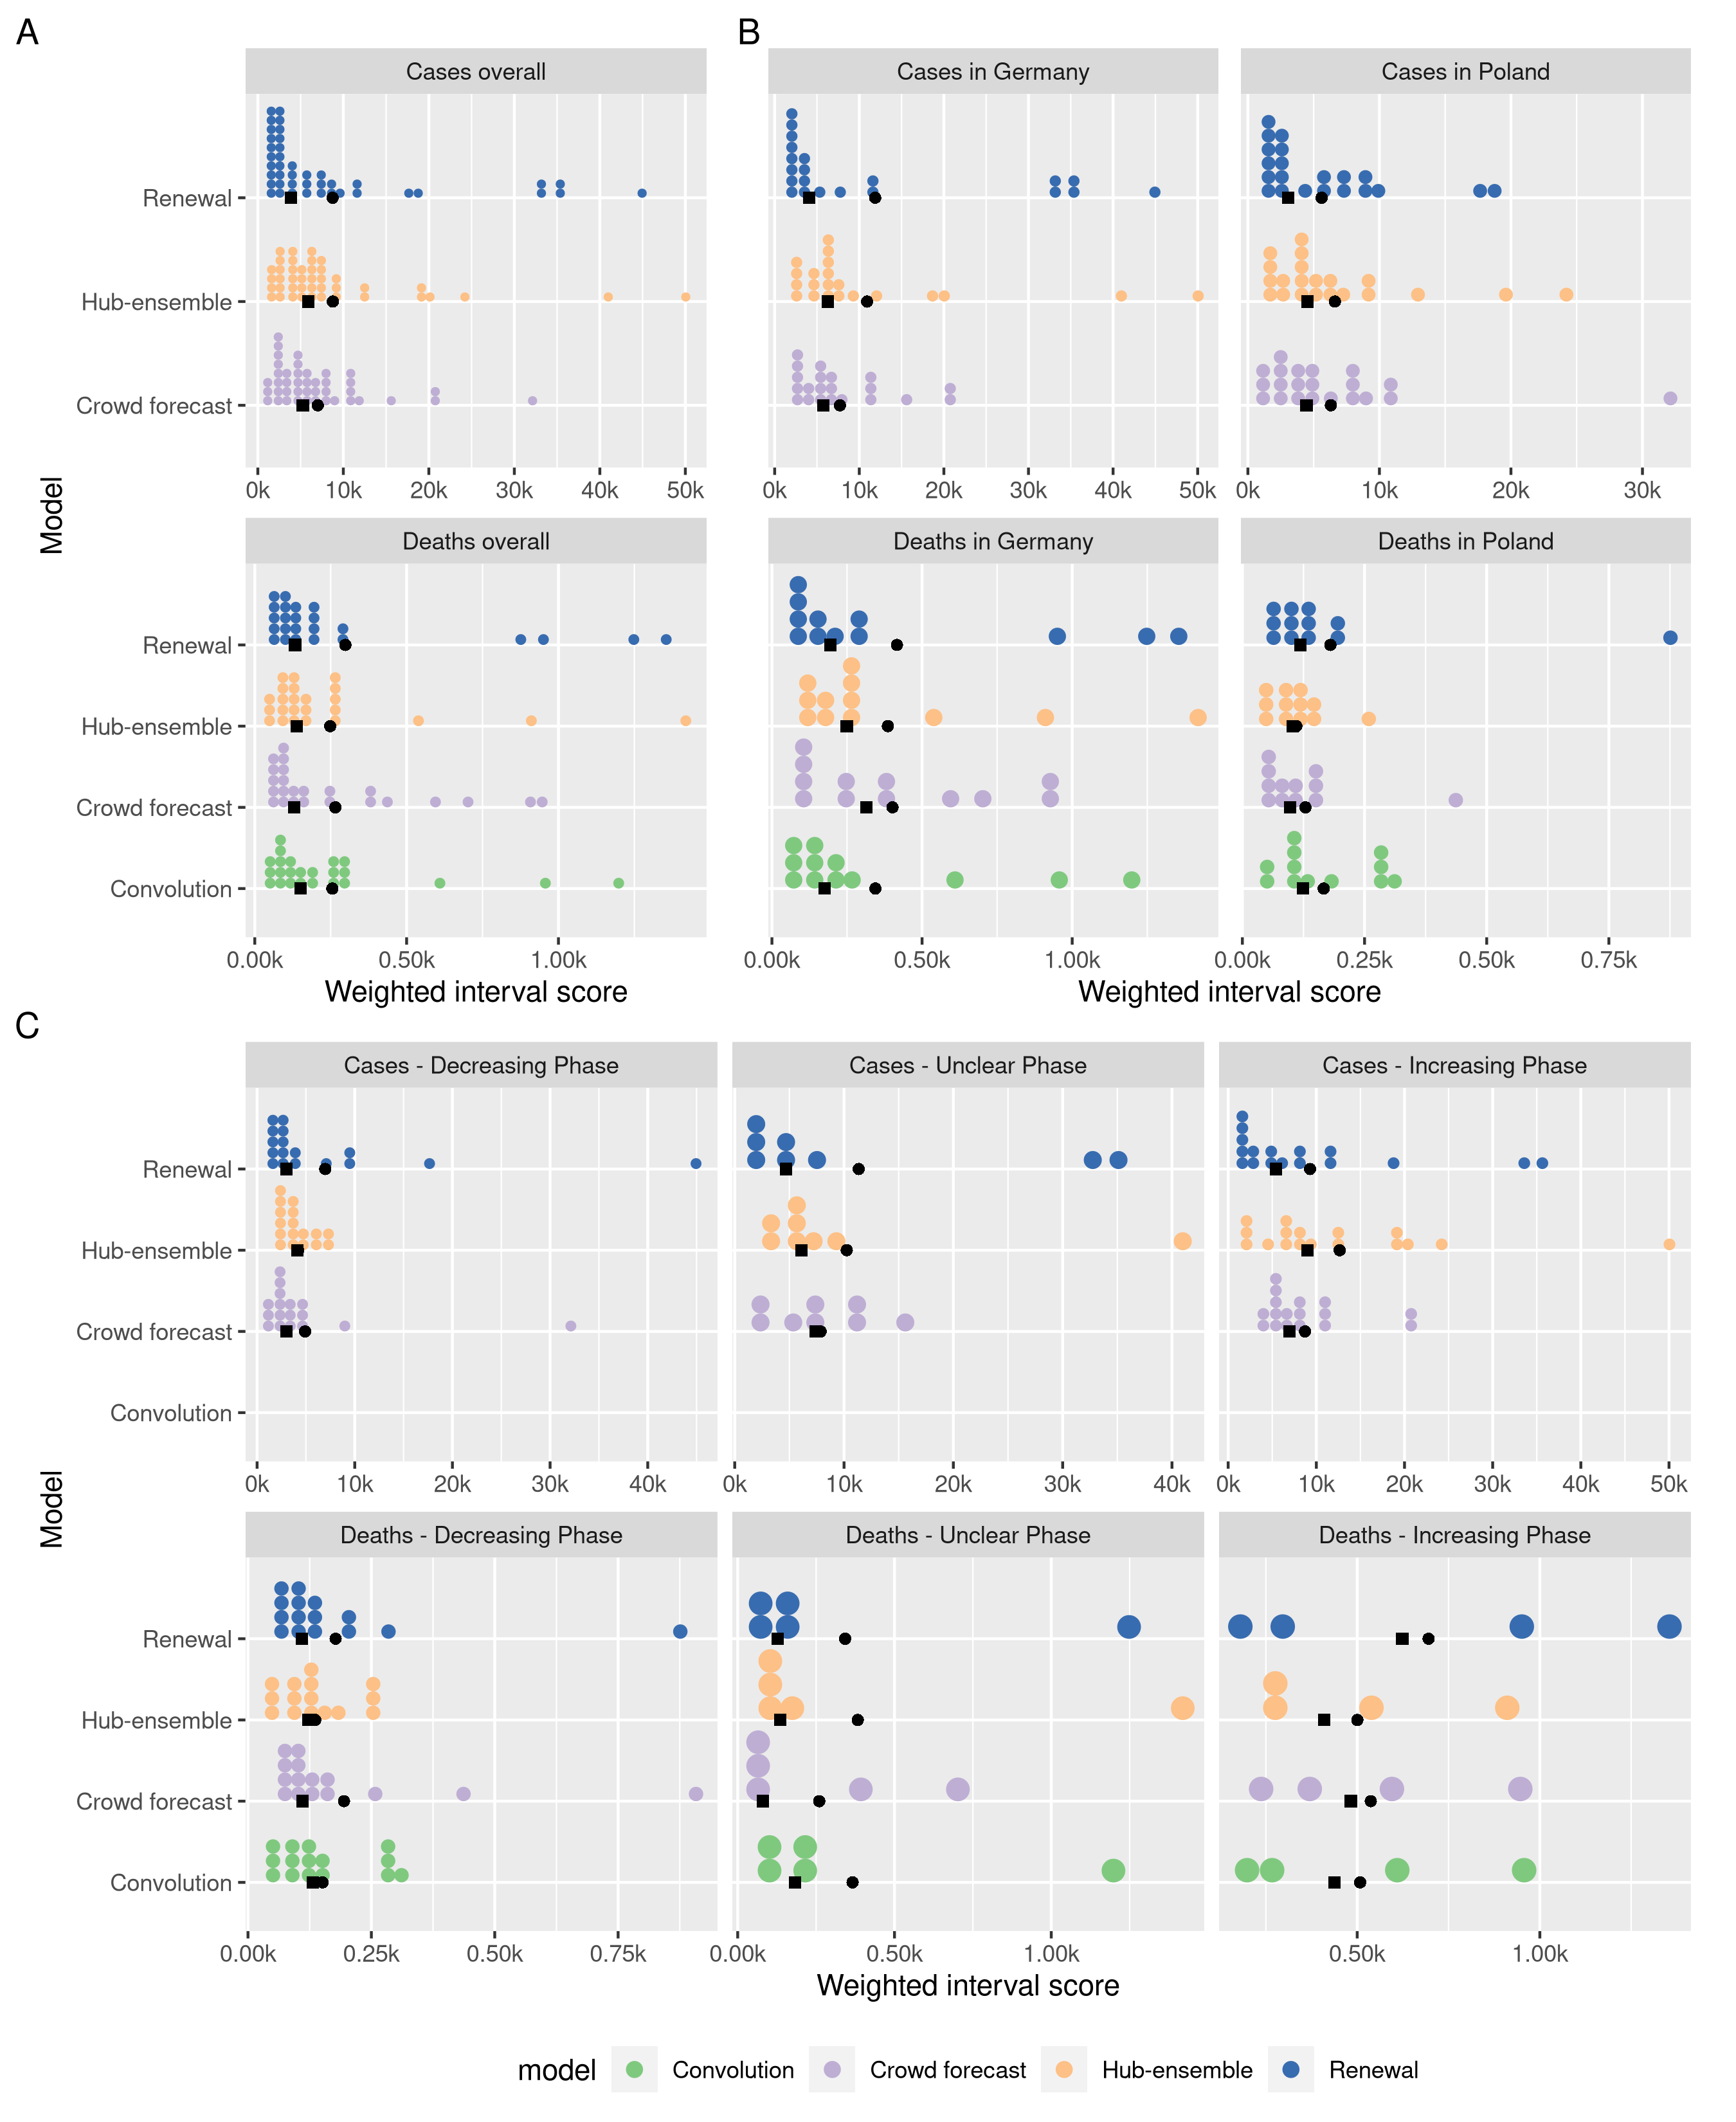 A
B
Cases overall
Cases in Germany
Cases in Poland
Renewal
Hub-ensemble
Crowd forecast
0k 10k 20k 30k 40k 50k
0k 10k 20k 30k 40k 50k
0k 10k 20k 30k
Model
Deaths overall
Deaths in Germany
Deaths in Poland
Renewal
Hub-ensemble
Crowd forecast
Convolution
0.00k 0.50k 1.00k
0.00k 0.50k 1.00k
0.00k 0.25k 0.50k 0.75k
Weighted interval score
Weighted interval score
C
Cases - Decreasing Phase
Cases - Unclear Phase
Cases - Increasing Phase
Renewal
Hub-ensemble
Crowd forecast
Convolution
0k 10k 20k 30k 40k
0k 10k 20k 30k 40k
0k 10k 20k 30k 40k 50k
Model
Deaths - Decreasing Phase
Deaths - Unclear Phase
Deaths - Increasing Phase
Renewal
Hub-ensemble
Crowd forecast
Convolution
0.00k 0.25k 0.50k 0.75k
0.00k 0.50k 1.00k
0.50k 1.00k
Weighted interval score
model Convolution Crowd forecast Hub-ensemble Renewal